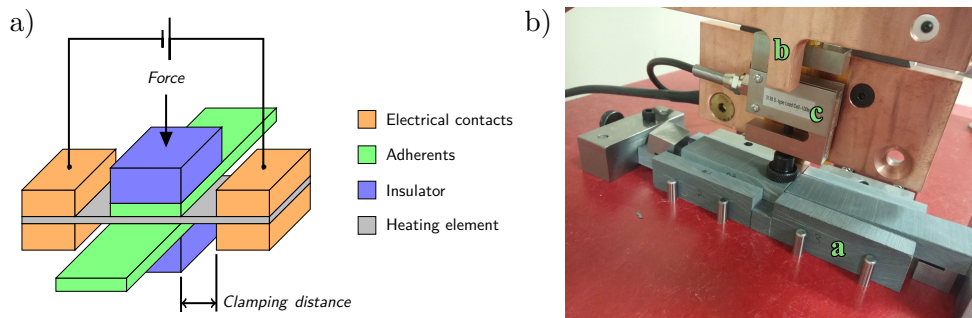 a)
Force
Electrical contacts
Adherents
Insulator
Heating element
Clamping distance
b)
b
c
a